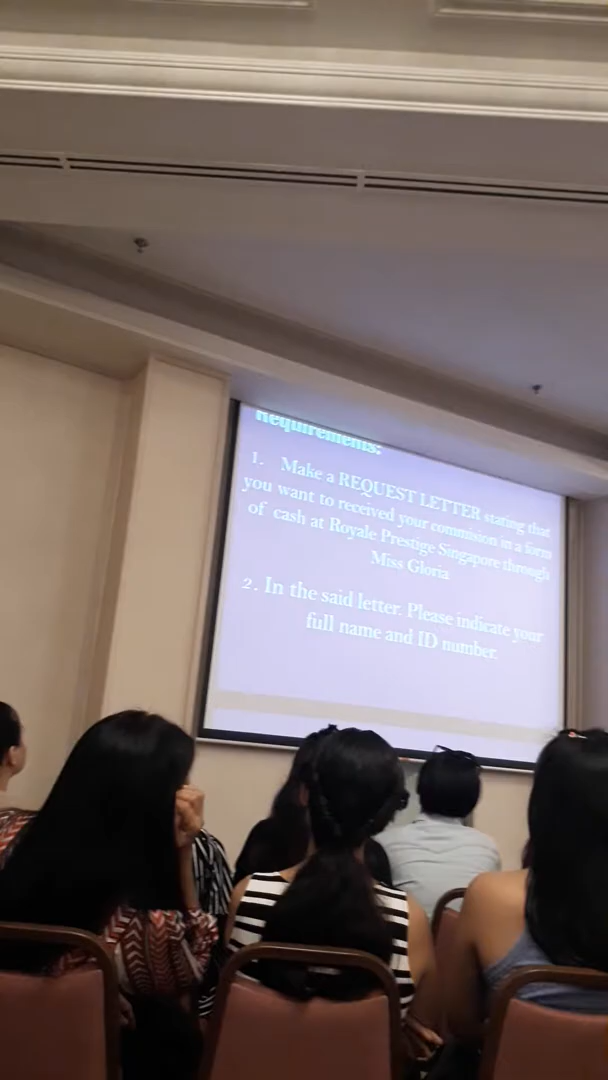 Requirements:
1. Make a REQUEST LETTER stating that
you want to received your commision in a form
of cash at Royale Prestige Singapore through
Miss Gloria
2. In the said letter. Please indicate your
full name and ID number.